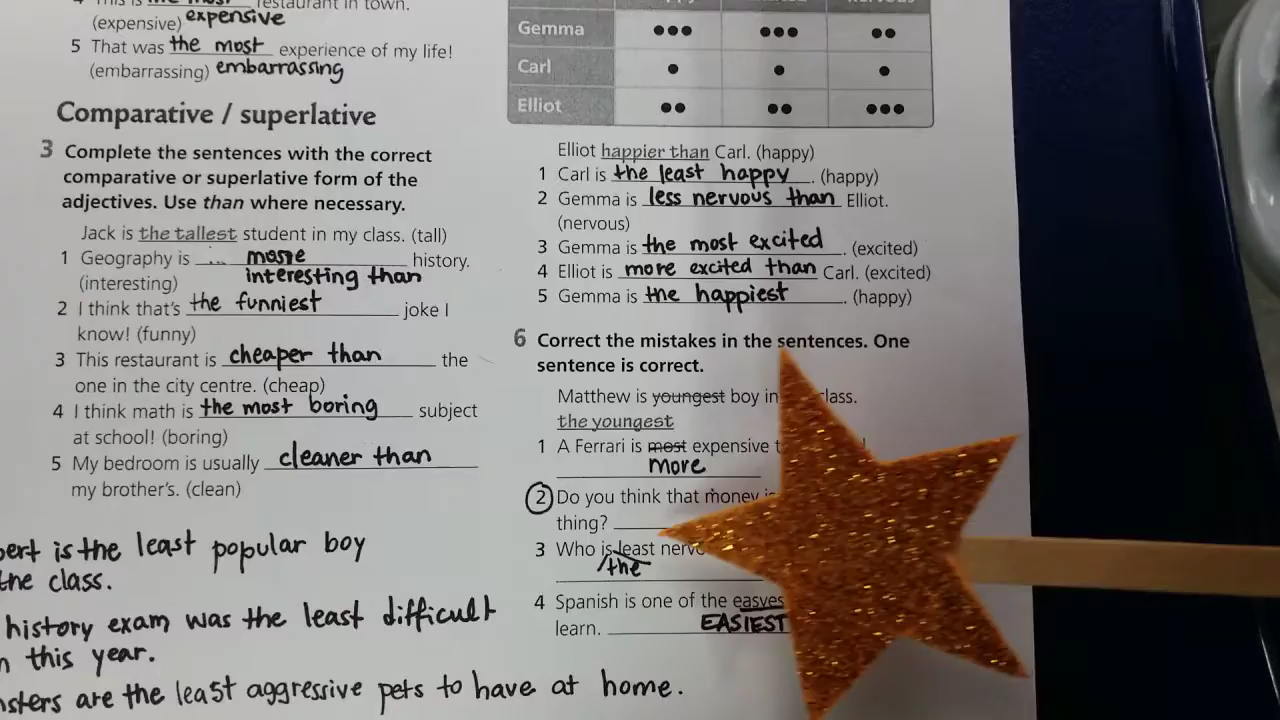 restaurant in town.
(expensive) expensive
5 That was the most experience of my life!
(embarrassing) embarrassing
Comparative / superlative
3 Complete the sentences with the correct
comparative or superlative form of the
adjectives. Use than where necessary.
Jack is the tallest student in my class. (tall)
1 Geography is ... more history.
(interesting) interesting than
2 I think that's the funniest joke I
know! (funny)
3 This restaurant is cheaper than the
one in the city centre. (cheap)
4 I think math is the most boring subject
at school! (boring)
5 My bedroom is usually cleaner than
my brother's. (clean)
is the least popular boy
the class.
history exam was the least difficult
this year.
are the least aggressive pets to have at home.
Gemma ●●● ●●● ●●
Carl ● ● ●
Elliot ●● ●● ●●●
Elliot happier than Carl. (happy)
1 Carl is the least happy. (happy)
2 Gemma is less nervous than Elliot.
(nervous)
3 Gemma is the most excited. (excited)
4 Elliot is more excited than Carl. (excited)
5 Gemma is the happiest. (happy)
6 Correct the mistakes in the sentences. One
sentence is correct.
Matthew is youngest boy in
the youngest
1 A Ferrari is most expensive
more
2 Do you think that money
thing?
3 Who is least
the
4 Spanish is one of the
learn. EASIEST